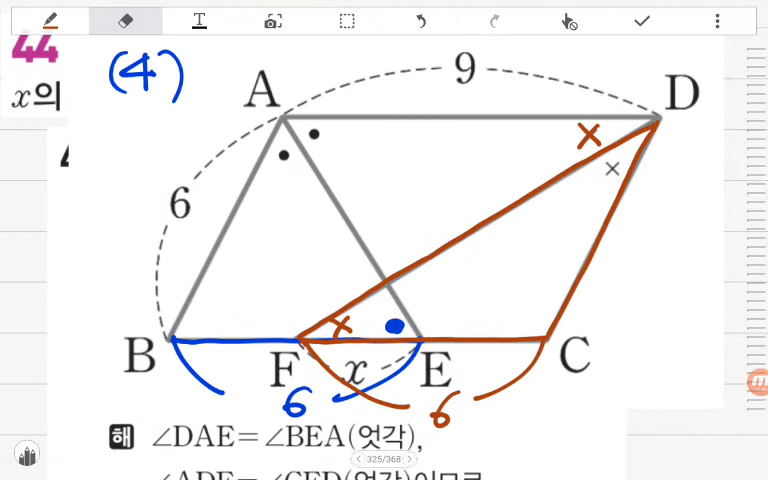 44
(4)
x의
A
9
D
×
×
6
×
B
F
x
E
C
6
6
해 ∠DAE=∠BEA(엇각),
325/368